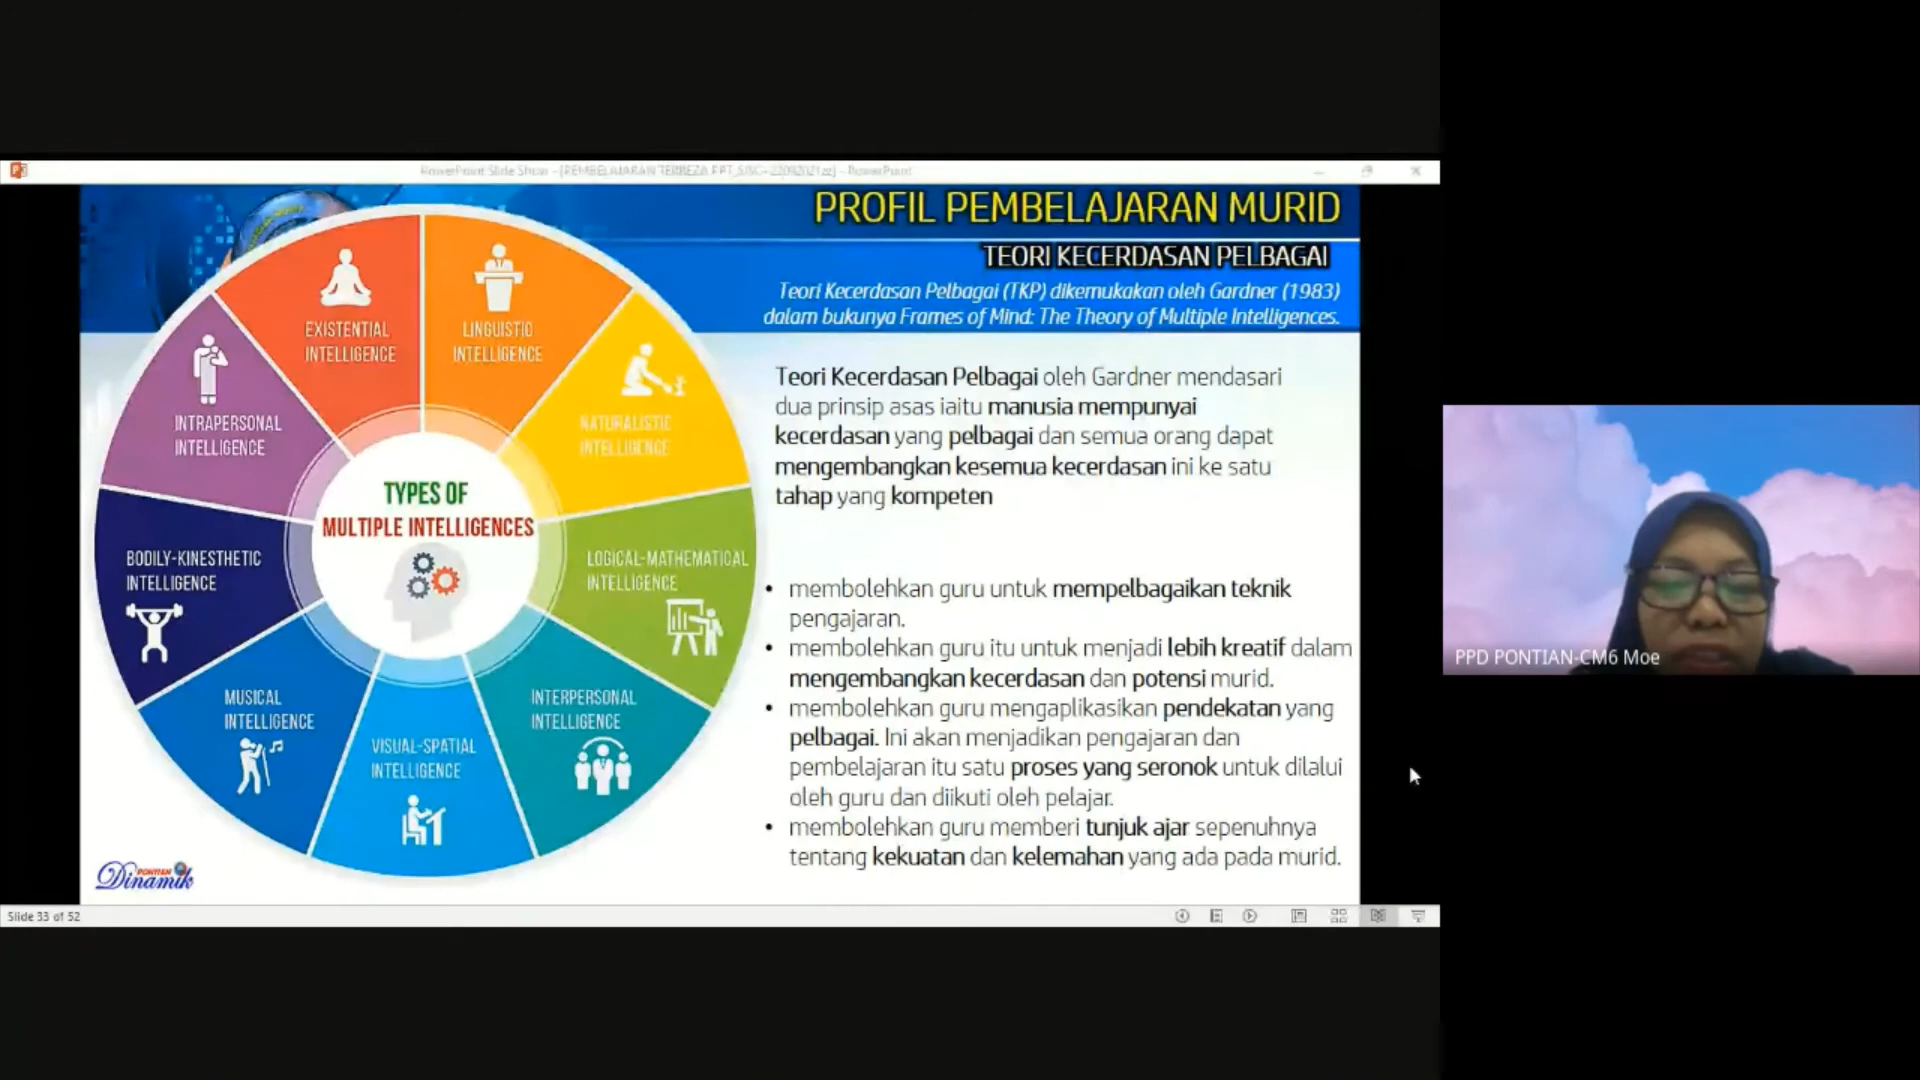 PROFIL PEMBELAJARAN MURID
TEORI KECERDASAN PELBAGAI
Teori Kecerdasan Pelbagai (TKP) dikemukakan oleh Gardner (1983)
dalam bukunya Frames of Mind: The Theory of Multiple Intelligences.
EXISTENTIAL
INTELLIGENCE
LINGUISTIC
INTELLIGENCE
NATURALISTIC
INTELLIGENCE
INTRAPERSONAL
INTELLIGENCE
TYPES OF
MULTIPLE INTELLIGENCES
BODILY-KINESTHETIC
INTELLIGENCE
LOGICAL-MATHEMATICAL
INTELLIGENCE
MUSICAL
INTELLIGENCE
VISUAL-SPATIAL
INTELLIGENCE
INTERPERSONAL
INTELLIGENCE
Teori Kecerdasan Pelbagai oleh Gardner mendasari
dua prinsip asas iaitu manusia mempunyai
kecerdasan yang pelbagai dan semua orang dapat
mengembangkan kesemua kecerdasan ini ke satu
tahap yang kompeten
• membolehkan guru untuk mempelbagaikan teknik
pengajaran.
• membolehkan guru itu untuk menjadi lebih kreatif dalam
mengembangkan kecerdasan dan potensi murid.
• membolehkan guru mengaplikasikan pendekatan yang
pelbagai. Ini akan menjadikan pengajaran dan
pembelajaran itu satu proses yang seronok untuk dilalui
oleh guru dan diikuti oleh pelajar.
• membolehkan guru memberi tunjuk ajar sepenuhnya
tentang kekuatan dan kelemahan yang ada pada murid.
PONTIAN
Dinamik
Slide 33 of 52
PPD PONTIAN-CM6 Moe